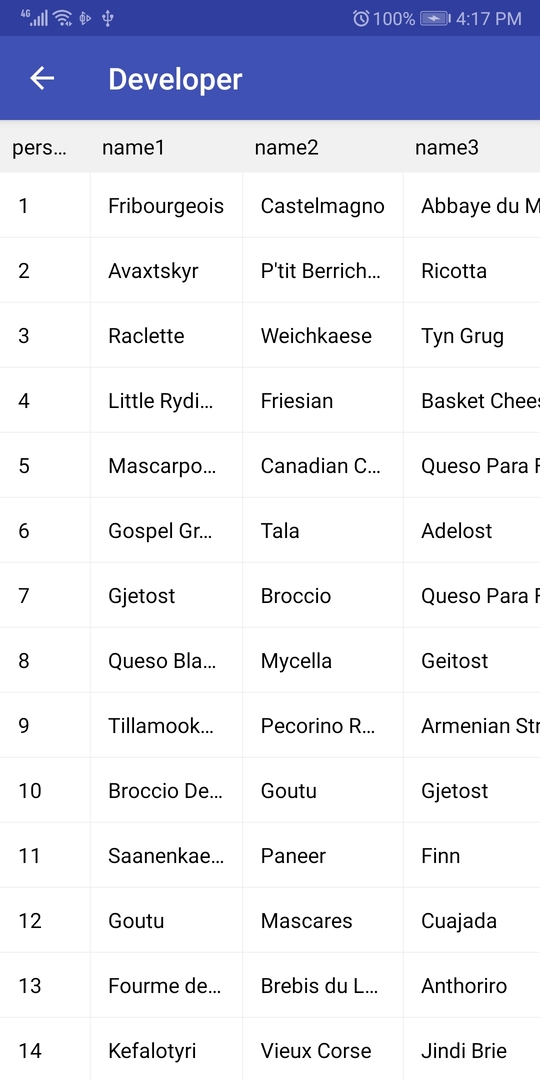 4G 100% 4:17 PM
Developer
pers... name1 name2 name3
1 Fribourgeois Castelmagno Abbaye du M
2 Avaxtskyr P'tit Berrich... Ricotta
3 Raclette Weichkaese Tyn Grug
4 Little Rydi... Friesian Basket Chees
5 Mascarpo... Canadian C... Queso Para F
6 Gospel Gr... Tala Adelost
7 Gjetost Broccio Queso Para F
8 Queso Bla... Mycella Geitost
9 Tillamook... Pecorino R... Armenian Str
10 Broccio De... Goutu Gjetost
11 Saanenkae... Paneer Finn
12 Goutu Mascares Cuajada
13 Fourme de... Brebis du L... Anthoriro
14 Kefalotyri Vieux Corse Jindi Brie